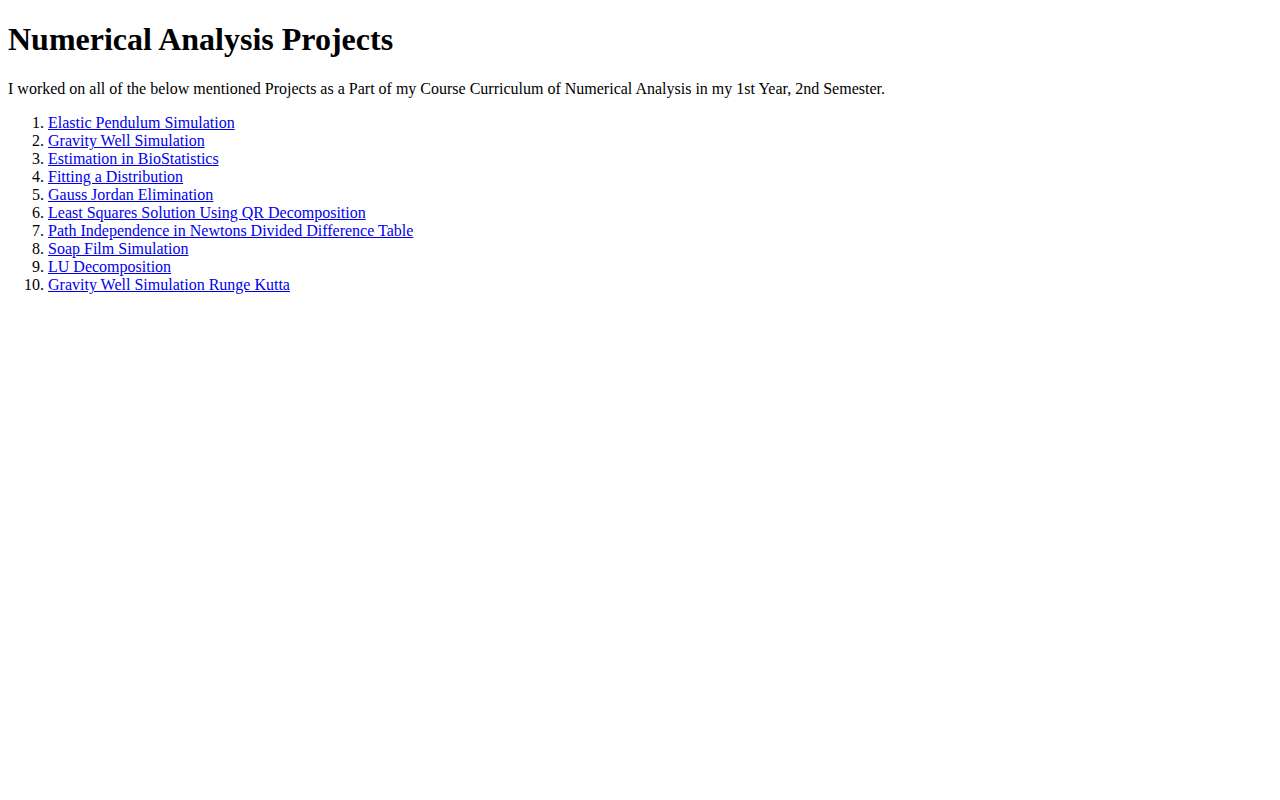 Numerical Analysis Projects
I worked on all of the below mentioned Projects as a Part of my Course Curriculum of Numerical Analysis in my 1st Year, 2nd Semester.
1. Elastic Pendulum Simulation
2. Gravity Well Simulation
3. Estimation in BioStatistics
4. Fitting a Distribution
5. Gauss Jordan Elimination
6. Least Squares Solution Using QR Decomposition
7. Path Independence in Newtons Divided Difference Table
8. Soap Film Simulation
9. LU Decomposition
10. Gravity Well Simulation Runge Kutta